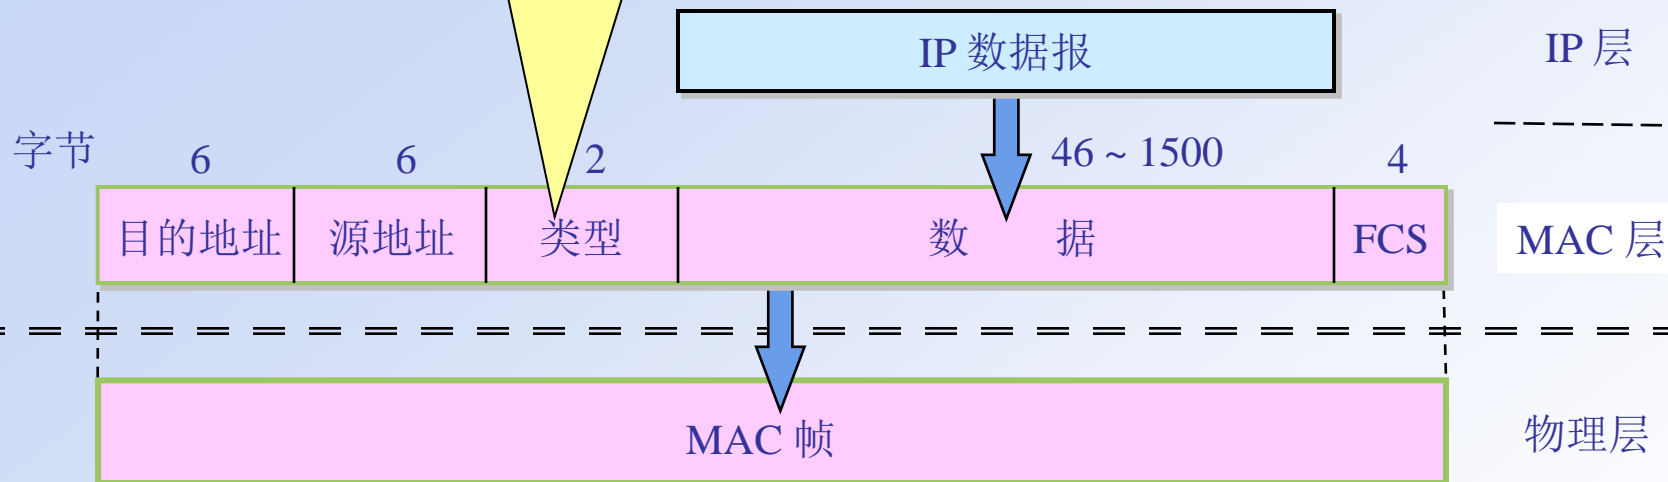 IP 数据报
IP 层
字节 6 6 2 46 ~ 1500 4
目的地址 源地址 类型 数 据 FCS MAC 层
MAC 帧
物理层